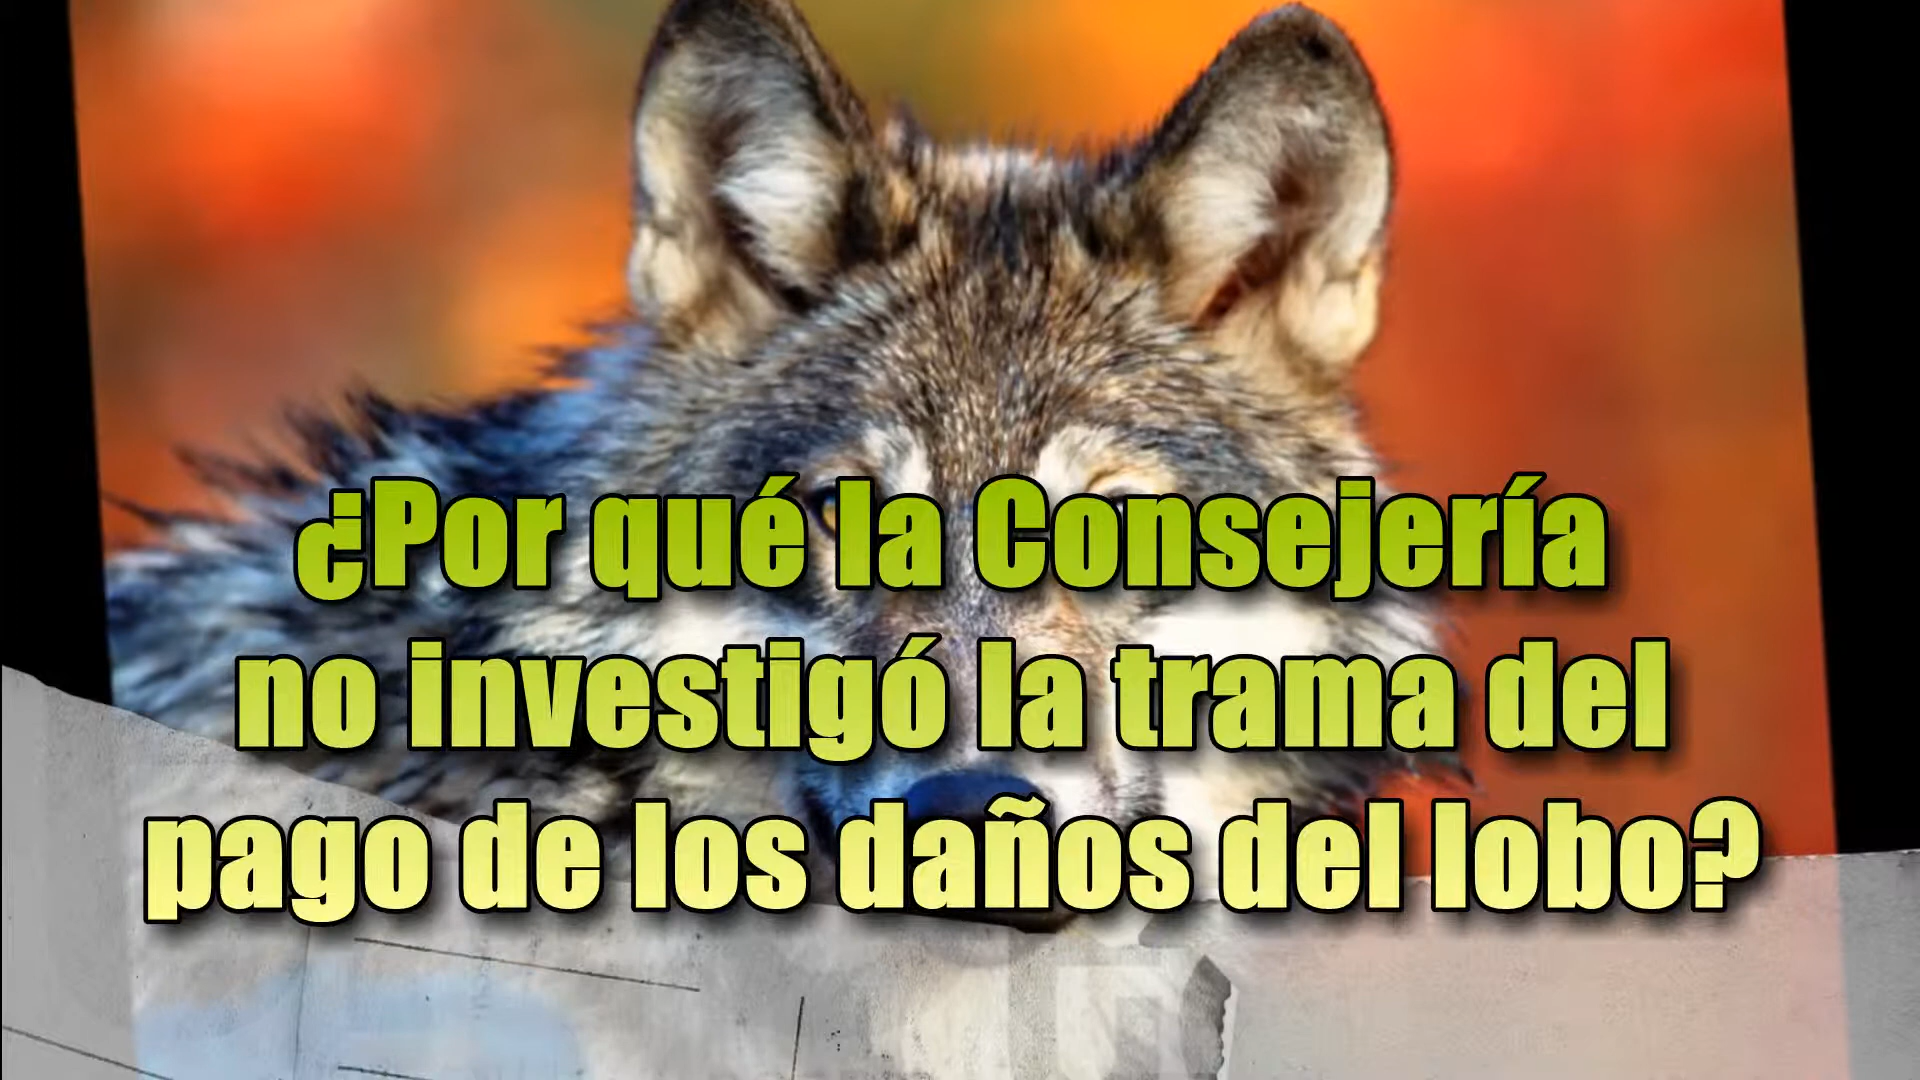 ¿Por qué la Consejería
no investigó la trama del
pago de los daños del lobo?